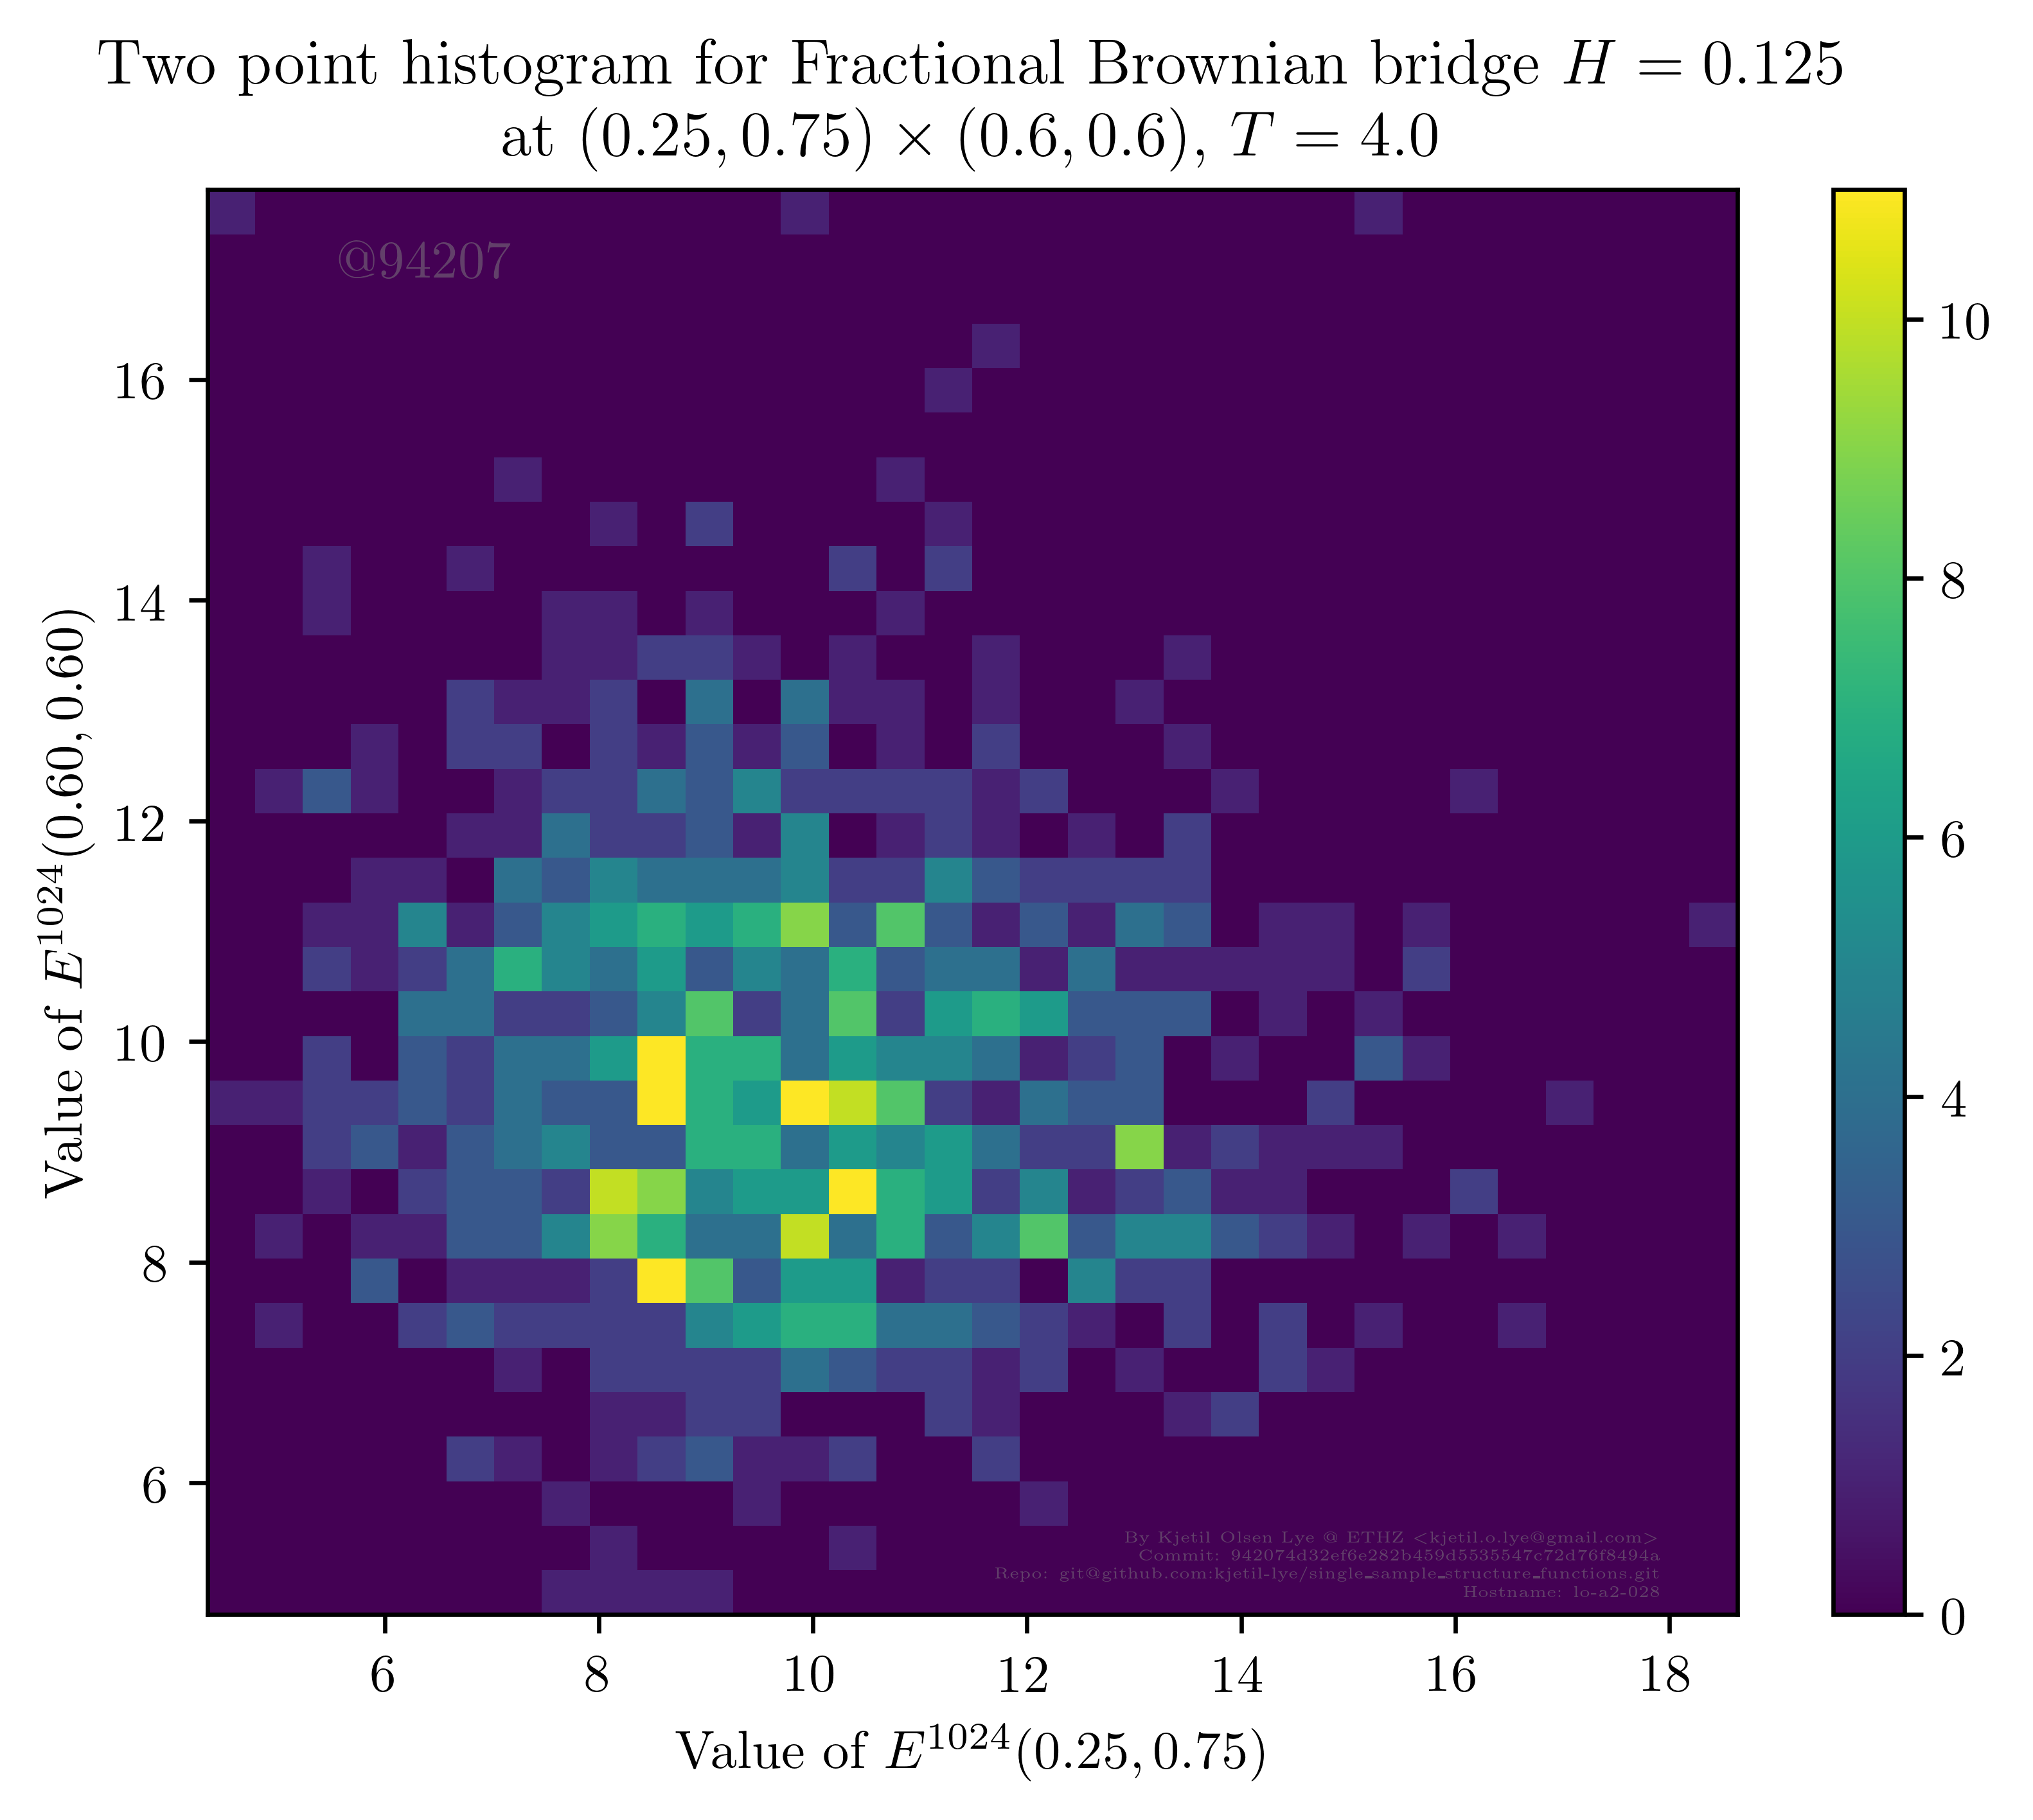 Two point histogram for Fractional Brownian bridge H = 0.125
at (0.25, 0.75) × (0.6, 0.6), T = 4.0
@94207
16
14
12
10
8
6
Value of E^1024(0.60, 0.60)
6 8 10 12 14 16 18
Value of E^1024(0.25, 0.75)
10
8
6
4
2
0
By Kjetil Olsen Lye @ ETHZ <kjetil.o.lye@gmail.com>
Commit: 942074d32ef6e282b459d5535547c72d76f8494a
Repo: git@github.com:kjetil-lye/single_sample_structure_functions.git
Hostname: lo-a2-028